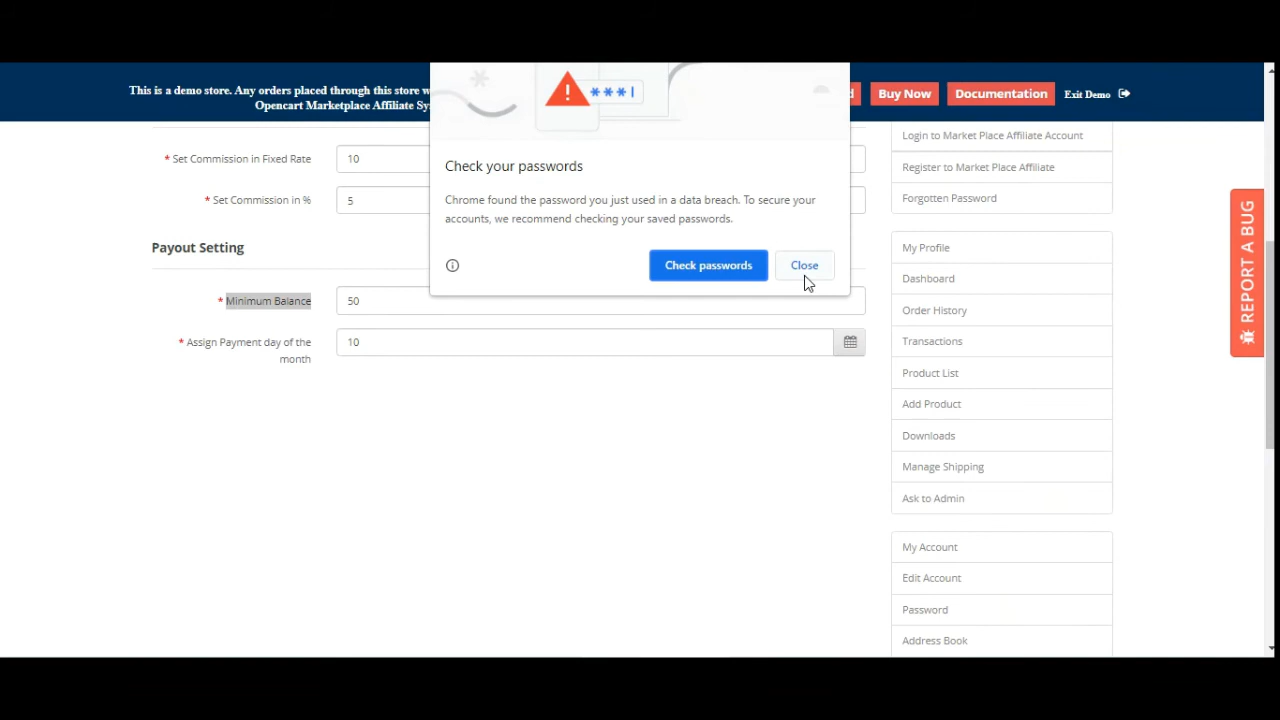 This is a demo store. Any orders placed through this store w
Opencart Marketplace Affiliate Sy
Buy Now
Documentation
Exit Demo
***
Check your passwords
Chrome found the password you just used in a data breach. To secure your
accounts, we recommend checking your saved passwords.
Check passwords
Close
* Set Commission in Fixed Rate
10
* Set Commission in %
5
Payout Setting
* Minimum Balance
50
* Assign Payment day of the
month
10
Login to Market Place Affiliate Account
Register to Market Place Affiliate
Forgotten Password
My Profile
Dashboard
Order History
Transactions
Product List
Add Product
Downloads
Manage Shipping
Ask to Admin
My Account
Edit Account
Password
Address Book
REPORT A BUG